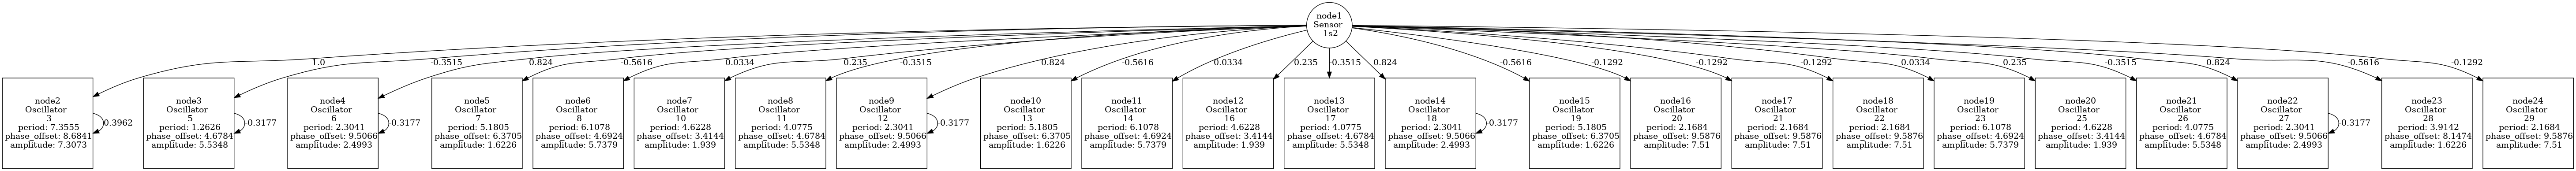 node1
Sensor
1s2
1.0
-0.3515
0.824
-0.5616
0.0334
0.235
-0.3515
0.824
-0.5616
0.0334
0.235
-0.3515
0.824
-0.5616
-0.1292
-0.1292
-0.1292
0.0334
0.235
-0.3515
0.824
-0.5616
-0.1292
node2
Oscillator
3
period: 7.3555
phase_offset: 8.6841
amplitude: 7.3073
0.3962
node3
Oscillator
5
period: 1.2626
phase_offset: 4.6784
amplitude: 5.5348
-0.3177
node4
Oscillator
6
period: 2.3041
phase_offset: 9.5066
amplitude: 2.4993
-0.3177
node5
Oscillator
7
period: 5.1805
phase_offset: 6.3705
amplitude: 1.6226
node6
Oscillator
8
period: 6.1078
phase_offset: 4.6924
amplitude: 5.7379
node7
Oscillator
10
period: 4.6228
phase_offset: 3.4144
amplitude: 1.939
node8
Oscillator
11
period: 4.0775
phase_offset: 4.6784
amplitude: 5.5348
node9
Oscillator
12
period: 2.3041
phase_offset: 9.5066
amplitude: 2.4993
-0.3177
node10
Oscillator
13
period: 5.1805
phase_offset: 6.3705
amplitude: 1.6226
node11
Oscillator
14
period: 6.1078
phase_offset: 4.6924
amplitude: 5.7379
node12
Oscillator
16
period: 4.6228
phase_offset: 3.4144
amplitude: 1.939
node13
Oscillator
17
period: 4.0775
phase_offset: 4.6784
amplitude: 5.5348
node14
Oscillator
18
period: 2.3041
phase_offset: 9.5066
amplitude: 2.4993
-0.3177
node15
Oscillator
19
period: 5.1805
phase_offset: 6.3705
amplitude: 1.6226
node16
Oscillator
20
period: 2.1684
phase_offset: 9.5876
amplitude: 7.51
node17
Oscillator
21
period: 2.1684
phase_offset: 9.5876
amplitude: 7.51
node18
Oscillator
22
period: 2.1684
phase_offset: 9.5876
amplitude: 7.51
node19
Oscillator
23
period: 6.1078
phase_offset: 4.6924
amplitude: 5.7379
node20
Oscillator
25
period: 4.6228
phase_offset: 3.4144
amplitude: 1.939
node21
Oscillator
26
period: 4.0775
phase_offset: 4.6784
amplitude: 5.5348
node22
Oscillator
27
period: 2.3041
phase_offset: 9.5066
amplitude: 2.4993
-0.3177
node23
Oscillator
28
period: 3.9142
phase_offset: 8.1474
amplitude: 1.6226
node24
Oscillator
29
period: 2.1684
phase_offset: 9.5876
amplitude: 7.51